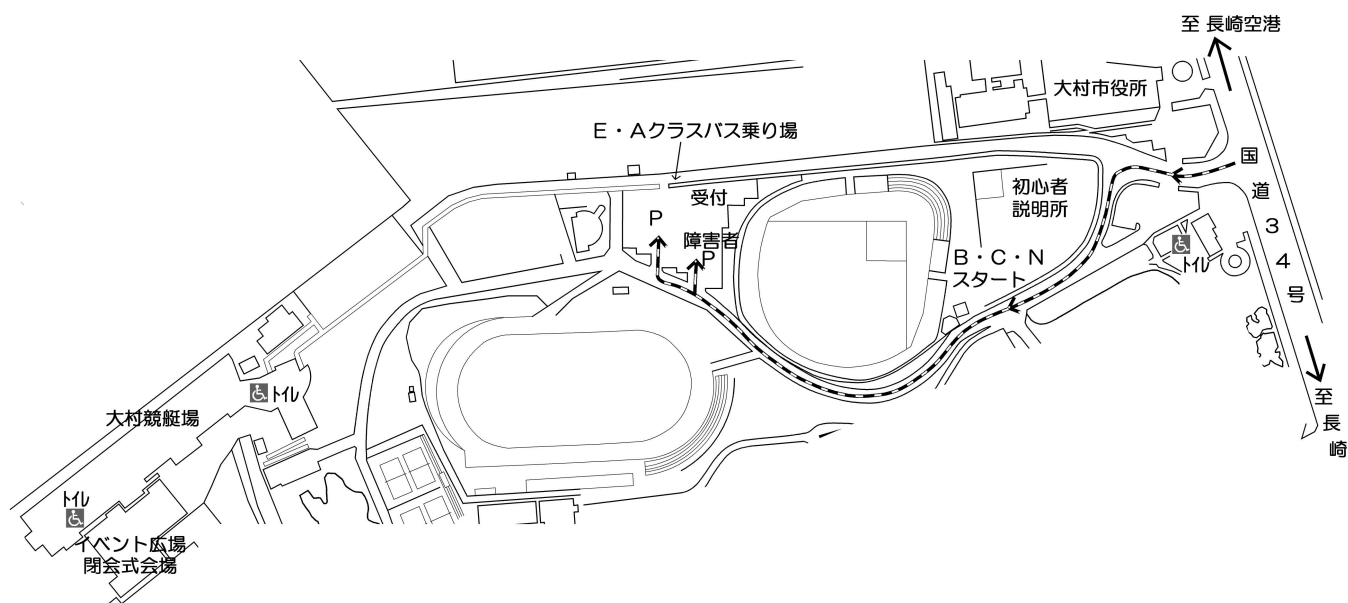 至 長崎空港
大村市役所
E・Aクラスバス乗り場
国道34号
受付
初心者
説明所
P
障害者
P
B・C・N
スタート
トイレ
至長崎
トイレ
大村競艇場
トイレ
イベント広場
閉会式会場